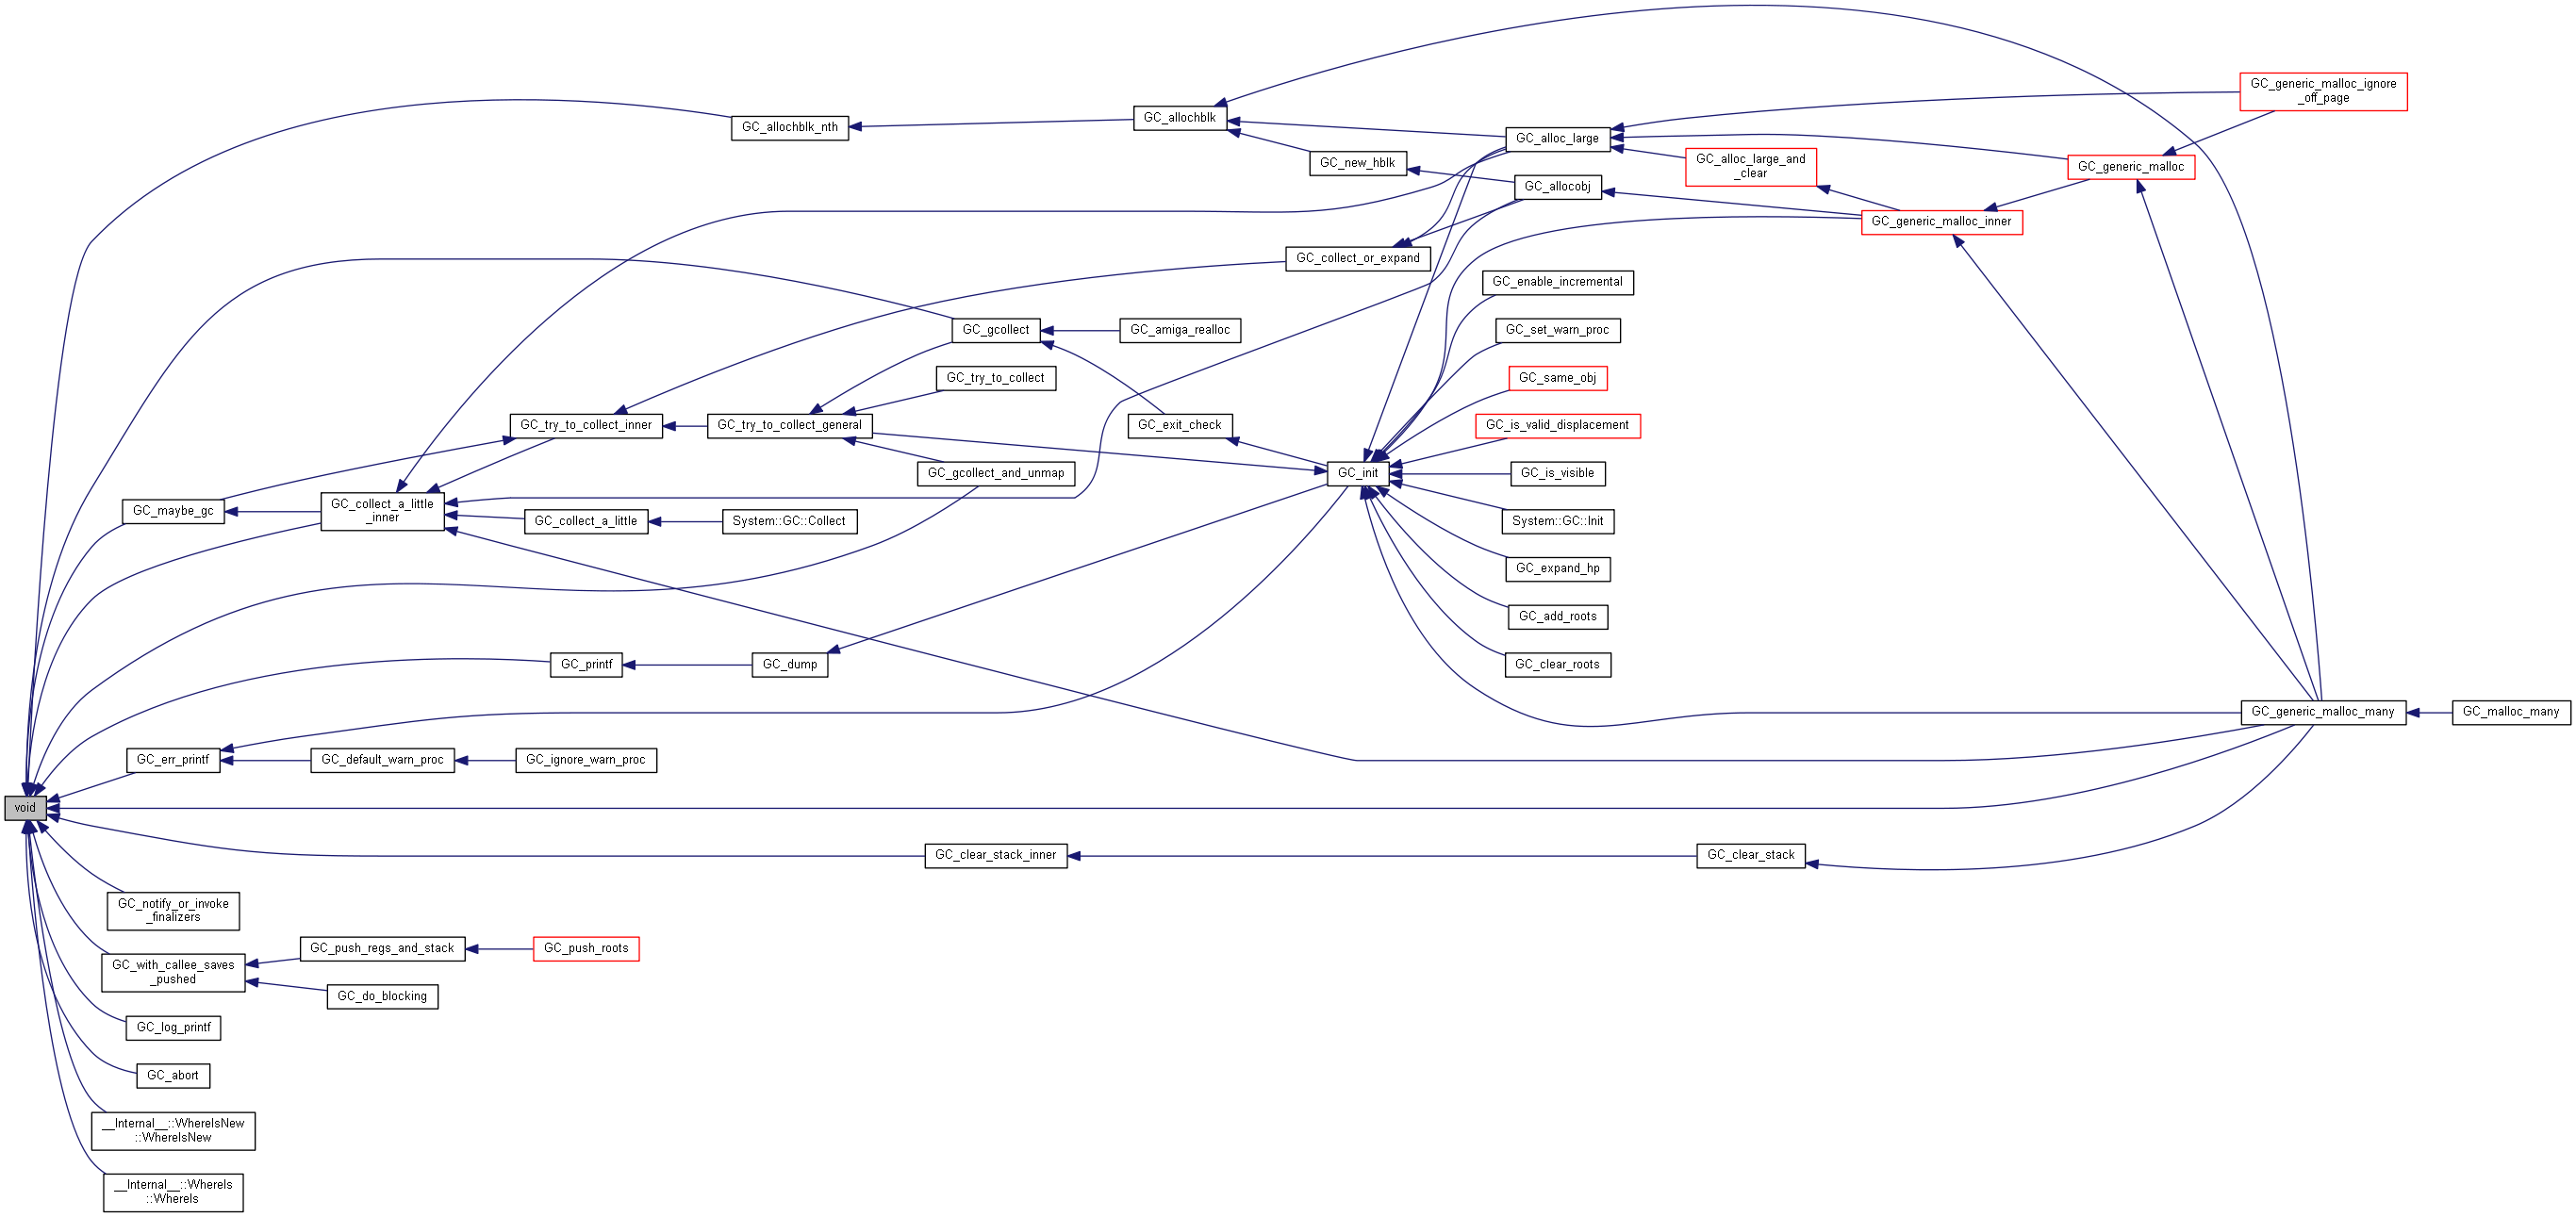 GC_generic_malloc_ignore
_off_page
GC_allochblk
GC_allochblk_nth
GC_alloc_large
GC_new_hblk
GC_alloc_large_and
_clear
GC_generic_malloc
GC_allocobj
GC_generic_malloc_inner
GC_collect_or_expand
GC_enable_incremental
GC_gcollect
GC_amiga_realloc
GC_set_warn_proc
GC_try_to_collect
GC_same_obj
GC_try_to_collect_inner
GC_try_to_collect_general
GC_exit_check
GC_is_valid_displacement
GC_gcollect_and_unmap
GC_init
GC_is_visible
GC_maybe_gc
GC_collect_a_little
_inner
GC_collect_a_little
System::GC::Collect
System::GC::Init
GC_expand_hp
GC_add_roots
GC_printf
GC_dump
GC_clear_roots
GC_generic_malloc_many
GC_malloc_many
GC_err_printf
GC_default_warn_proc
GC_ignore_warn_proc
void
GC_clear_stack_inner
GC_clear_stack
GC_notify_or_invoke
_finalizers
GC_push_regs_and_stack
GC_push_roots
GC_with_callee_saves
_pushed
GC_do_blocking
GC_log_printf
GC_abort
__Internal__::WhereIsNew
::WhereIsNew
__Internal__::WhereIs
::WhereIs